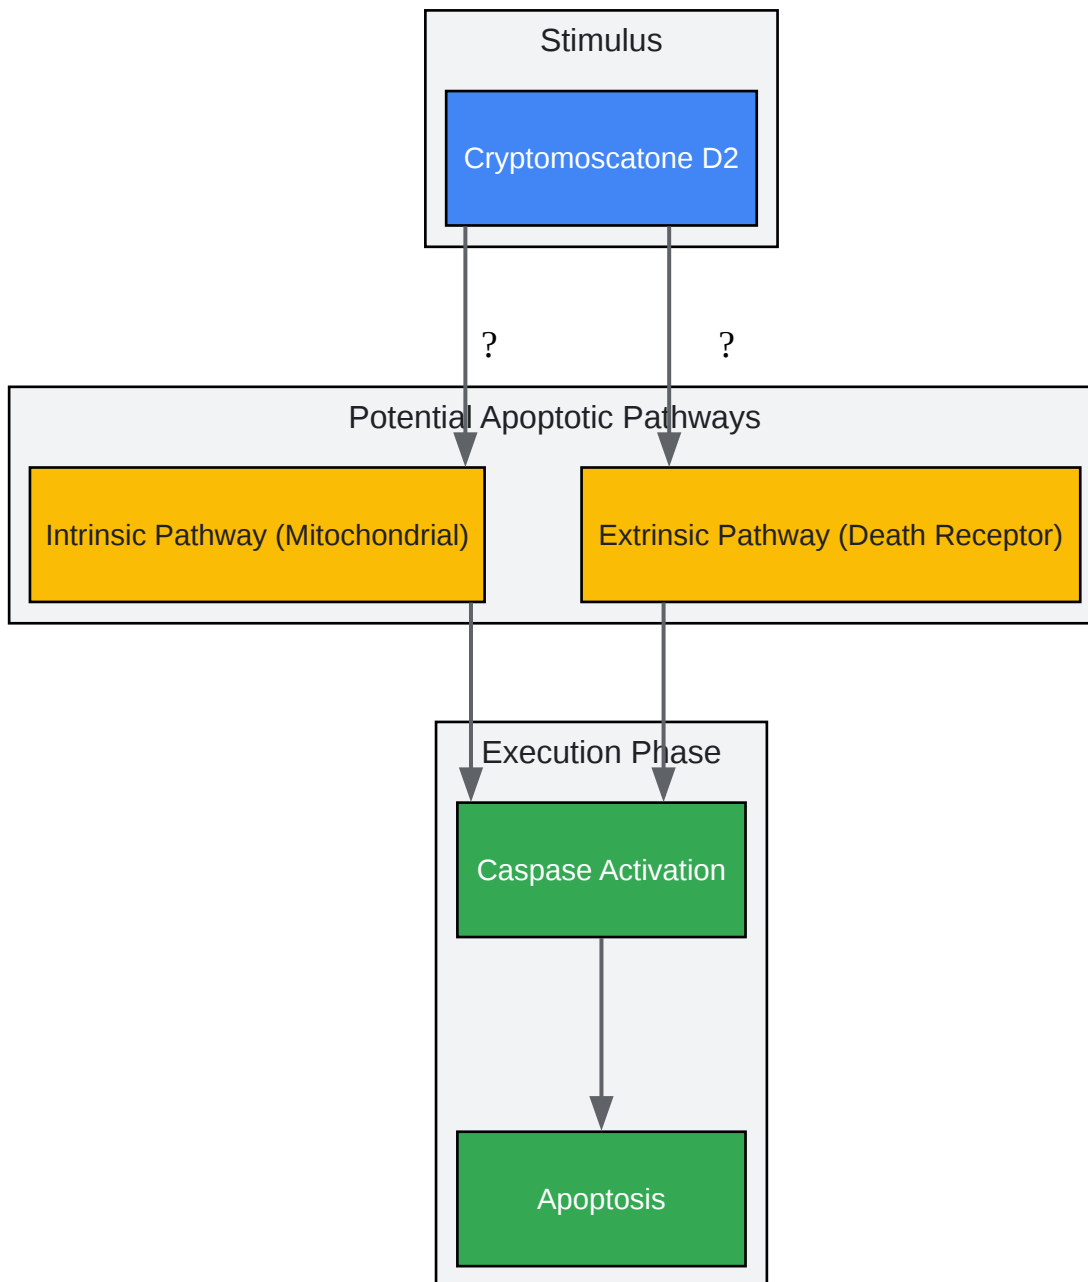 Stimulus
Cryptomoscatone D2
?
?
Potential Apoptotic Pathways
Intrinsic Pathway (Mitochondrial)
Extrinsic Pathway (Death Receptor)
Execution Phase
Caspase Activation
Apoptosis